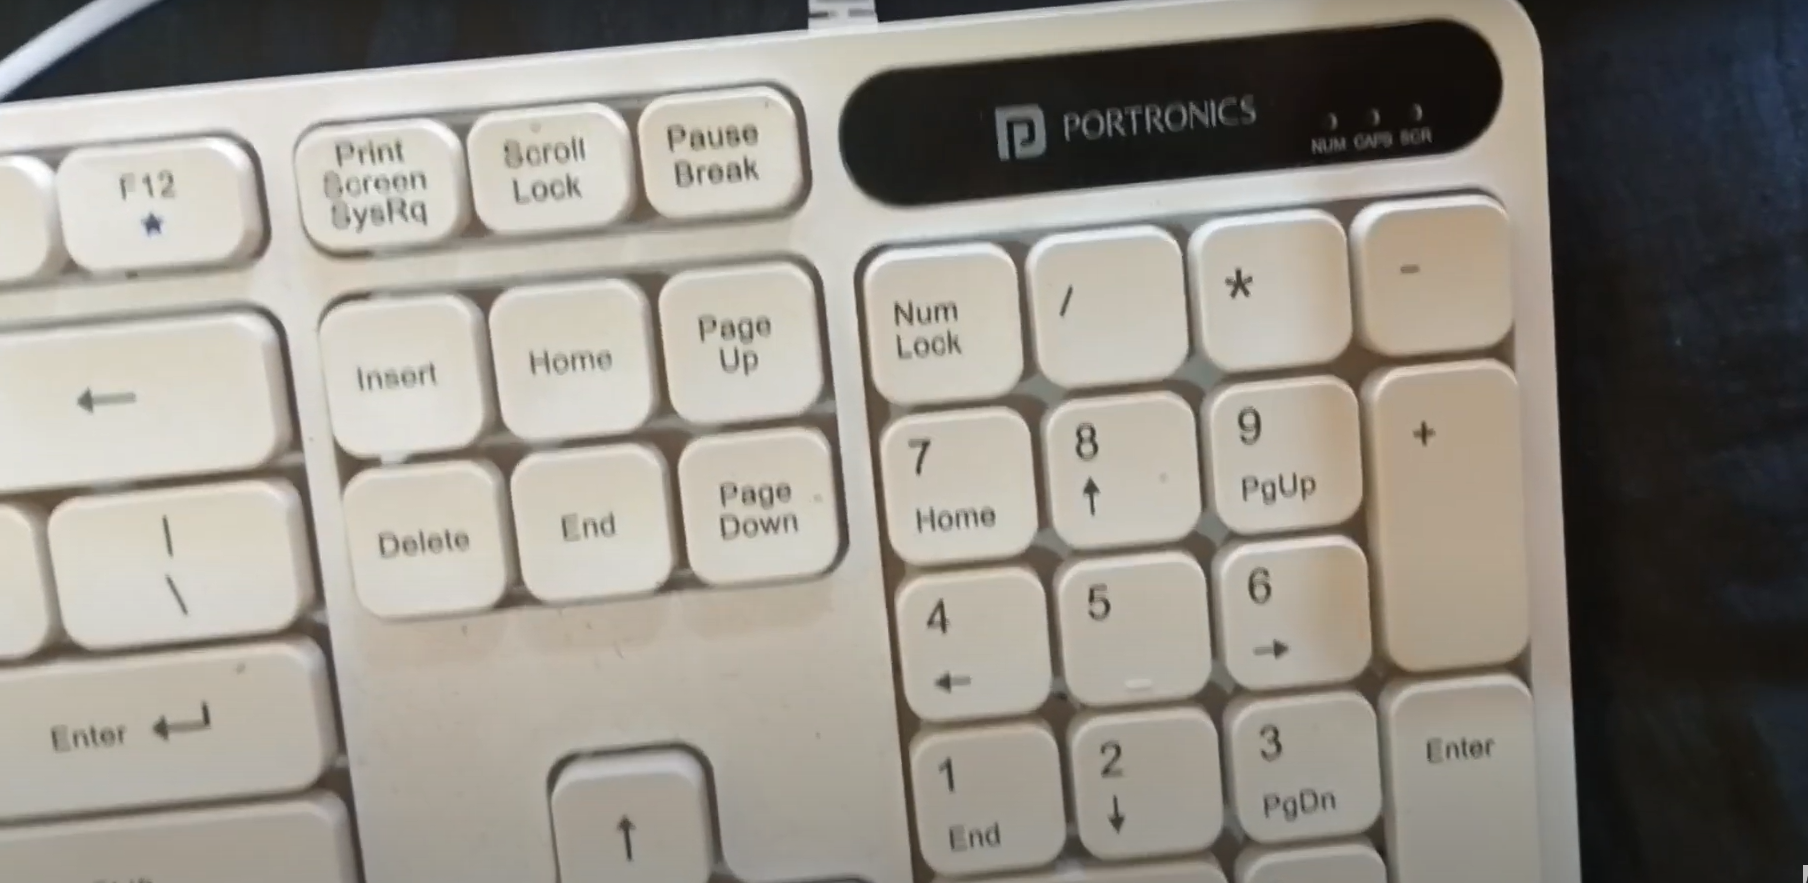 PORTRONICS
NUM CAPS SCR
F12
★
Print
Screen
SysRq
Scroll
Lock
Pause
Break
←
Insert
Home
Page
Up
Num
Lock
/
*
-
|
\
Delete
End
Page
Down
7
Home
8
↑
9
PgUp
+
Enter ↵
4
←
5
6
→
↑
1
End
2
↓
3
PgDn
Enter